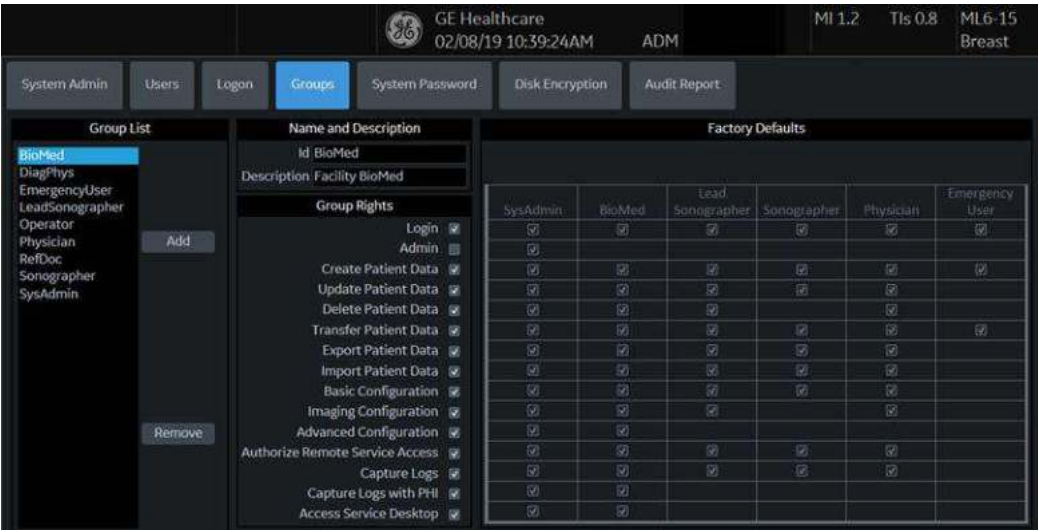 GE Healthcare
02/08/19 10:39:24AM ADM
MI 1.2 TIs 0.8 ML6-15
Breast
System Admin Users Logon Groups System Password Disk Encryption Audit Report
Group List
BioMed
DiagPhys
EmergencyUser
LeadSonographer
Operator
Physician
RefDoc
Sonographer
SysAdmin
Add
Remove
Name and Description
Id BioMed
Description Facility BioMed
Group Rights
Login
Admin
Create Patient Data
Update Patient Data
Delete Patient Data
Transfer Patient Data
Export Patient Data
Import Patient Data
Basic Configuration
Imaging Configuration
Advanced Configuration
Authorize Remote Service Access
Capture Logs
Capture Logs with PHI
Access Service Desktop
Factory Defaults
SysAdmin BioMed Lead Sonographer Sonographer Physician Emergency User